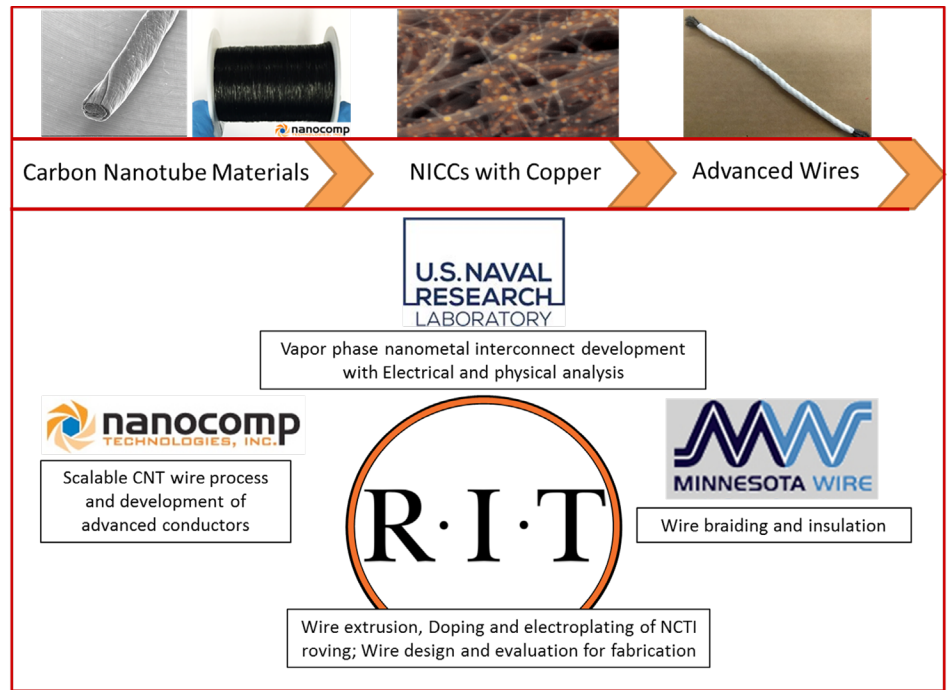 nanocomp
Carbon Nanotube Materials
NICCs with Copper
Advanced Wires
U.S. NAVAL
RESEARCH
LABORATORY
Vapor phase nanometal interconnect development
with Electrical and physical analysis
nanocomp
TECHNOLOGIES, INC.
Scalable CNT wire process
and development of
advanced conductors
R·I·T
MINNESOTA WIRE
Wire braiding and insulation
Wire extrusion, Doping and electroplating of NCTI
roving; Wire design and evaluation for fabrication